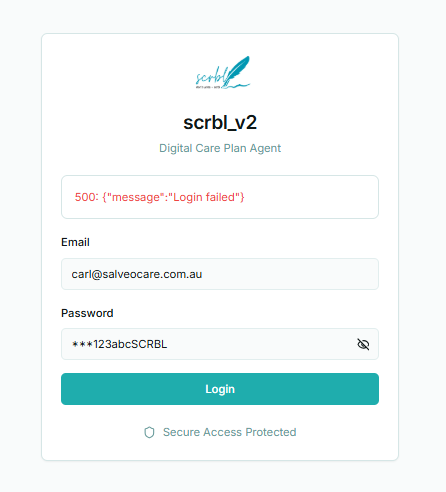 scrbl
scrbl_v2
Digital Care Plan Agent
500: {"message":"Login failed"}
Email
carl@salveocare.com.au
Password
***123abcSCRBL
Login
Secure Access Protected